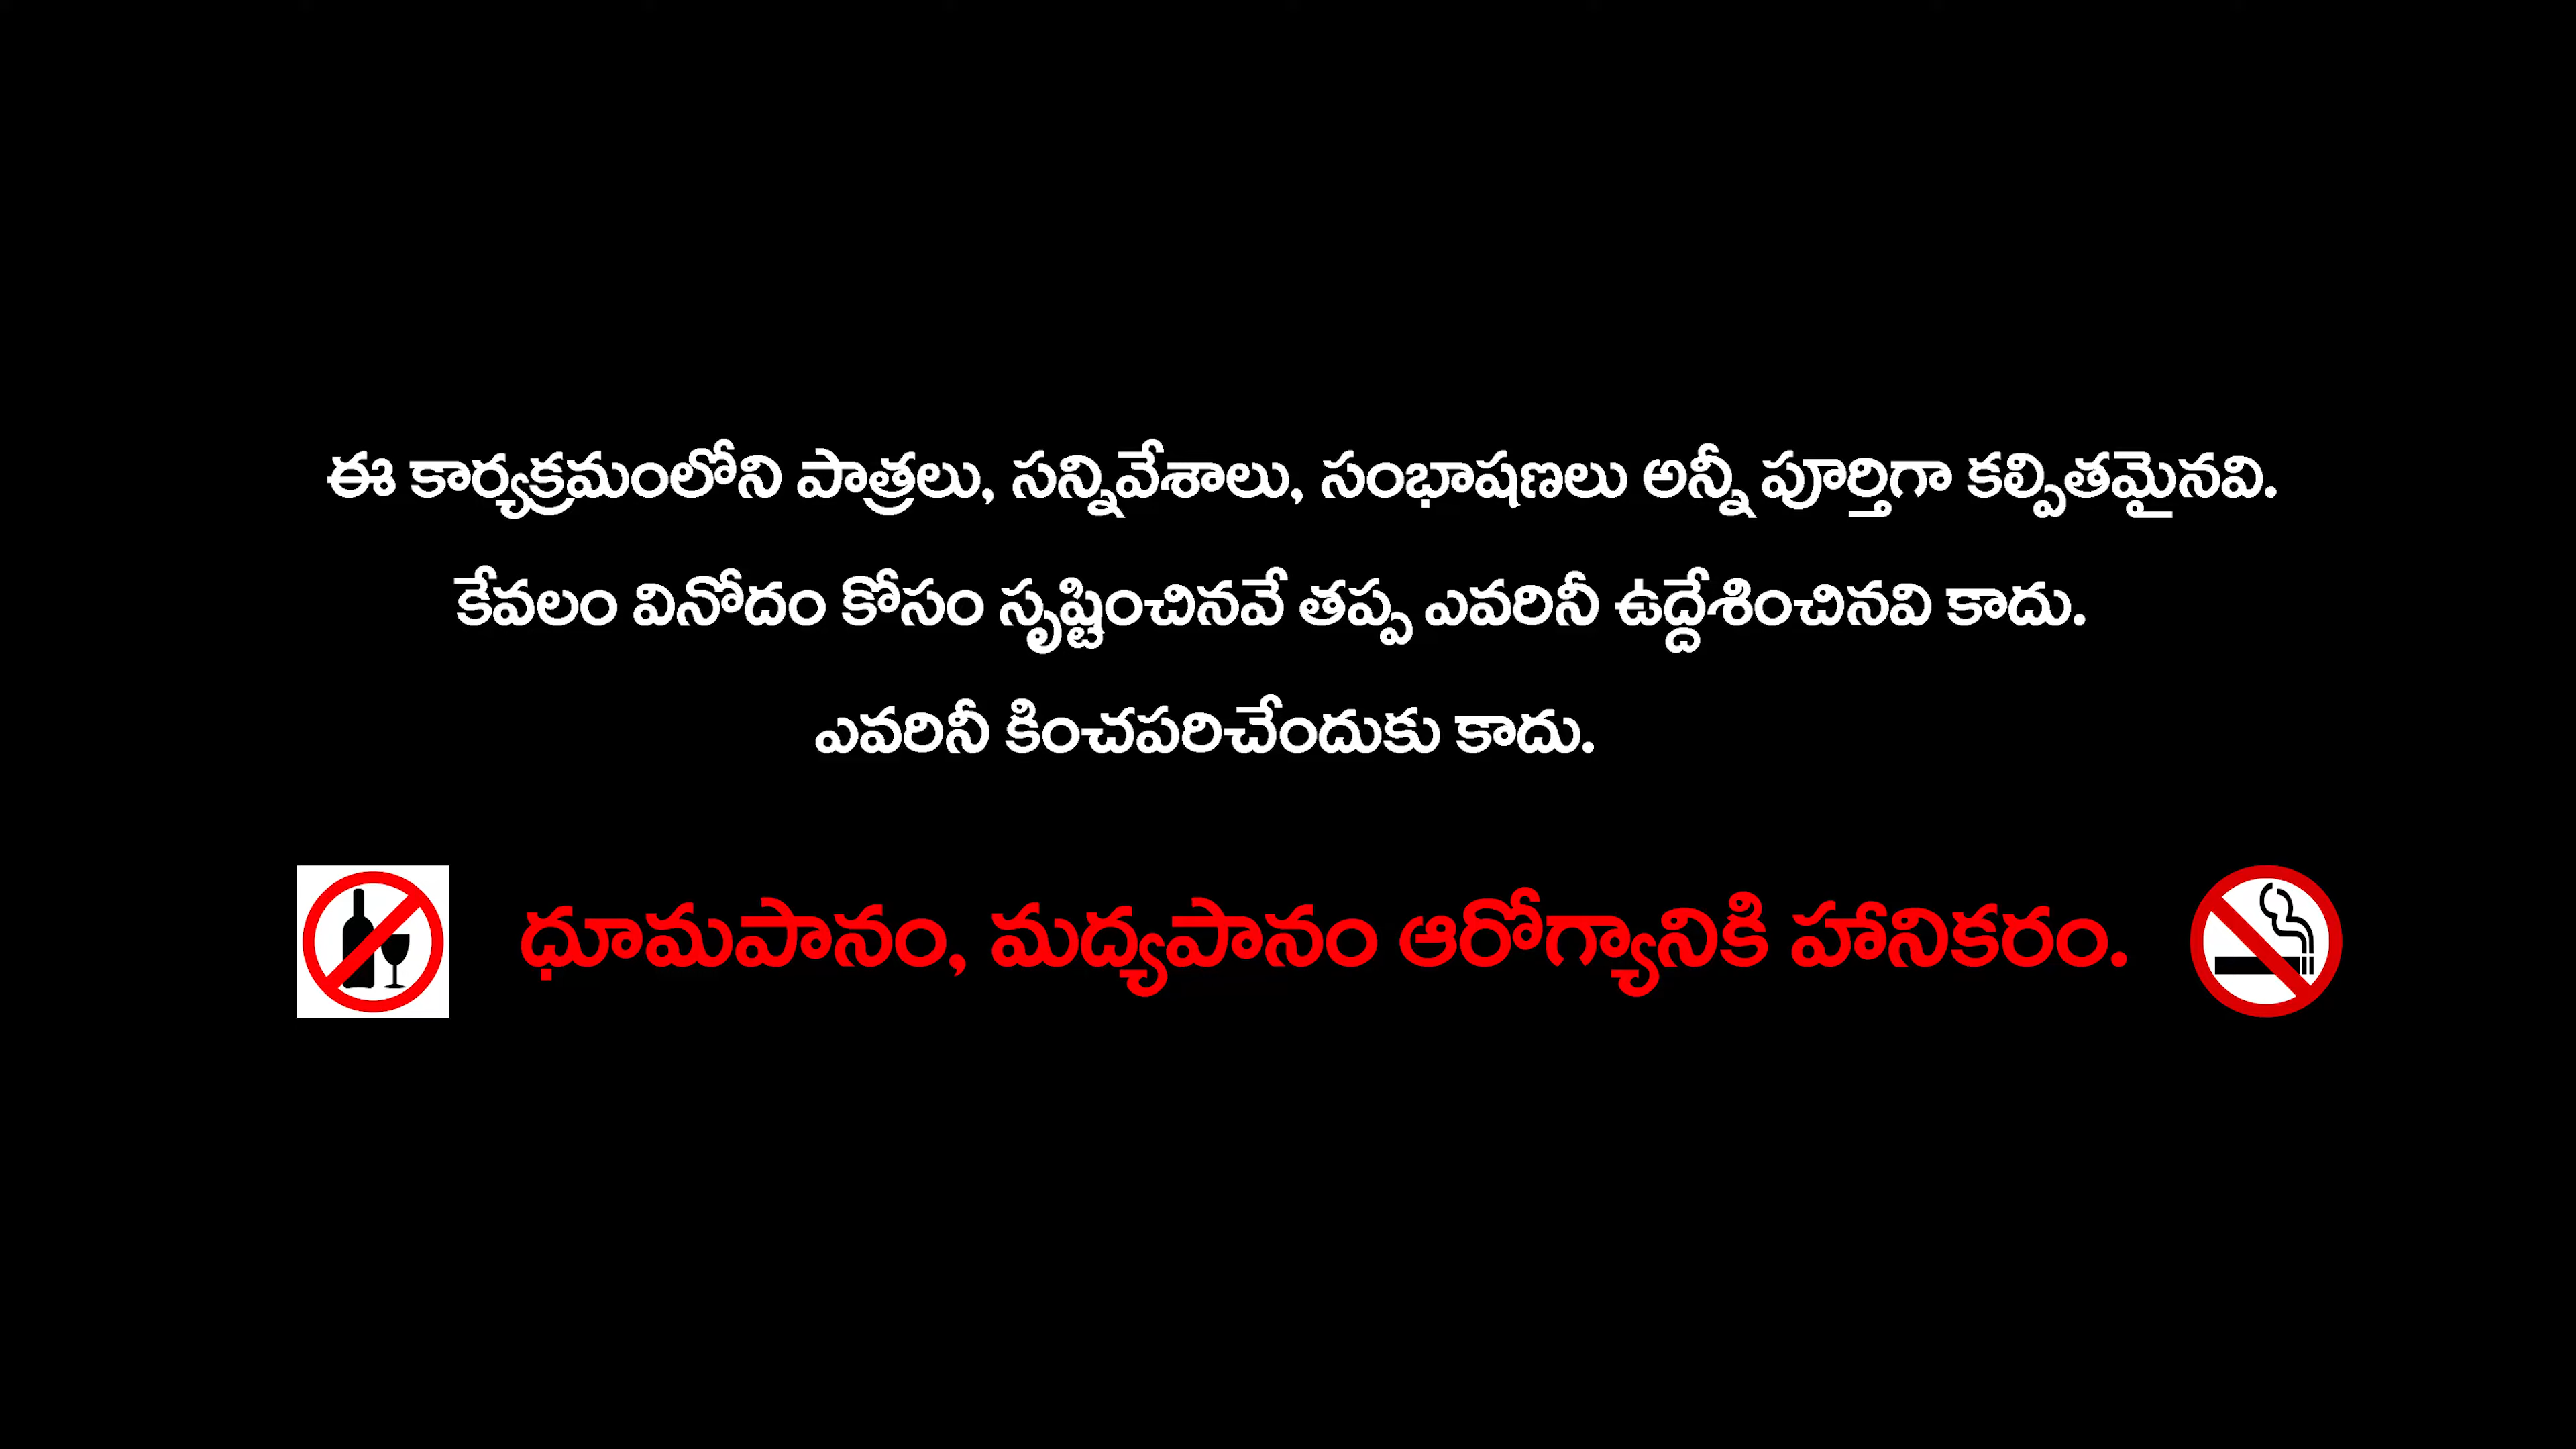 ఈ కార్యక్రమంలోని పాత్రలు, సన్నివేశాలు, సంభాషణలు అన్నీ పూర్తిగా కల్పితమైనవి.
కేవలం వినోదం కోసం సృష్టించినవే తప్ప ఎవరినీ ఉద్దేశించినవి కాదు.
ఎవరినీ కించపరిచేందుకు కాదు.
ధూమపానం, మద్యపానం ఆరోగ్యానికి హానికరం.